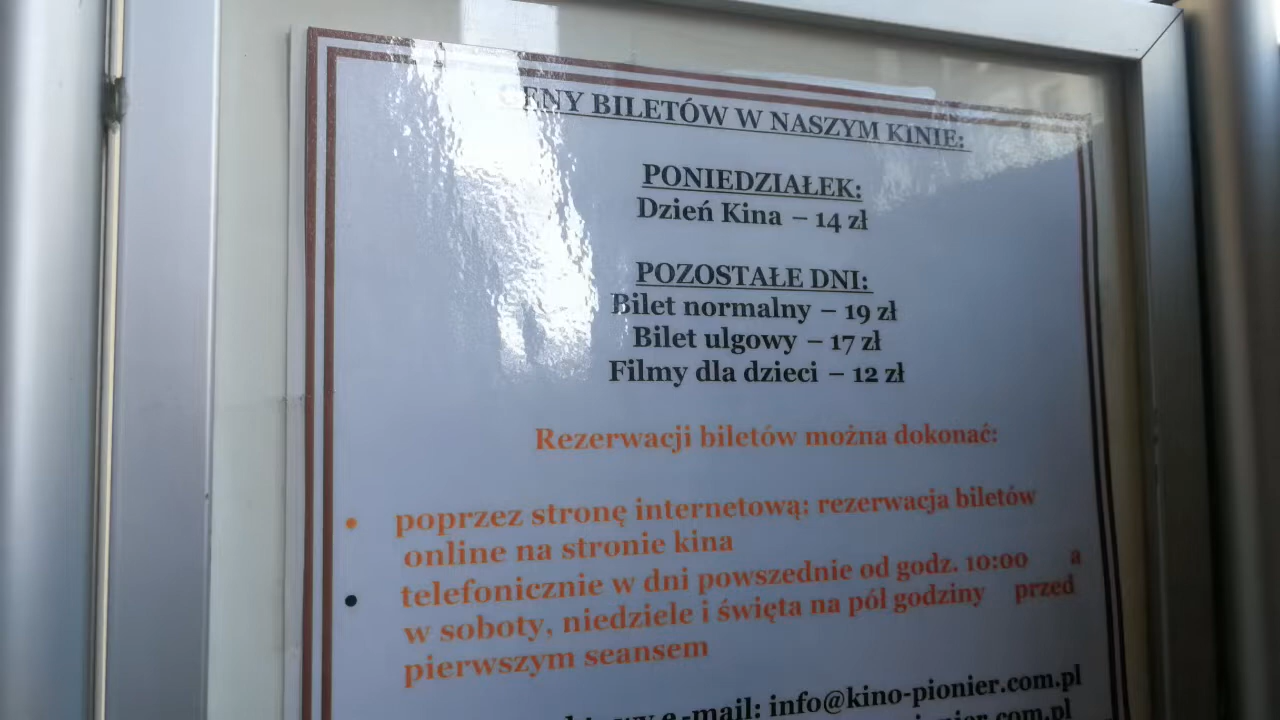 CENY BILETÓW W NASZYM KINIE:
PONIEDZIAŁEK:
Dzień Kina – 14 zł
POZOSTAŁE DNI:
Bilet normalny – 19 zł
Bilet ulgowy – 17 zł
Filmy dla dzieci – 12 zł
Rezerwacji biletów można dokonać:
• poprzez stronę internetową: rezerwacja biletów
online na stronie kina
• telefonicznie w dni powszednie od godz. 10:00 a
w soboty, niedziele i święta na pól godziny przed
pierwszym seansem
e-mail: info@kino-pionier.com.pl